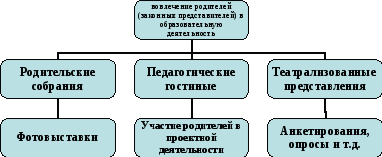 вовлечение родителей
(законных представителей) в
образовательную
деятельность
Родительские
собрания
Педагогические
гостиные
Театрализованные
представления
Фотовыставки
Участие родителей в
проектной
деятельности
Анкетирования,
опросы и т.д.